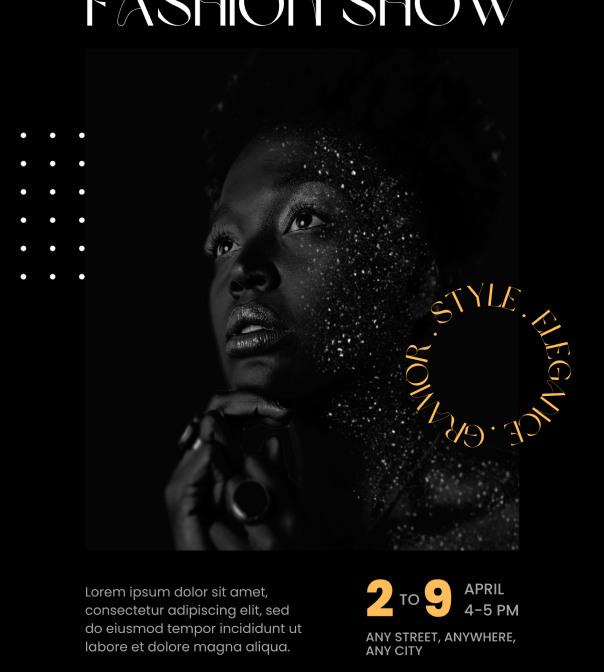 FASHION SHOW
STYLE . ELEGANCE . GRAMOR .
Lorem ipsum dolor sit amet,
consectetur adipiscing elit, sed
do eiusmod tempor incididunt ut
labore et dolore magna aliqua.
2 TO 9 APRIL
4-5 PM
ANY STREET, ANYWHERE,
ANY CITY